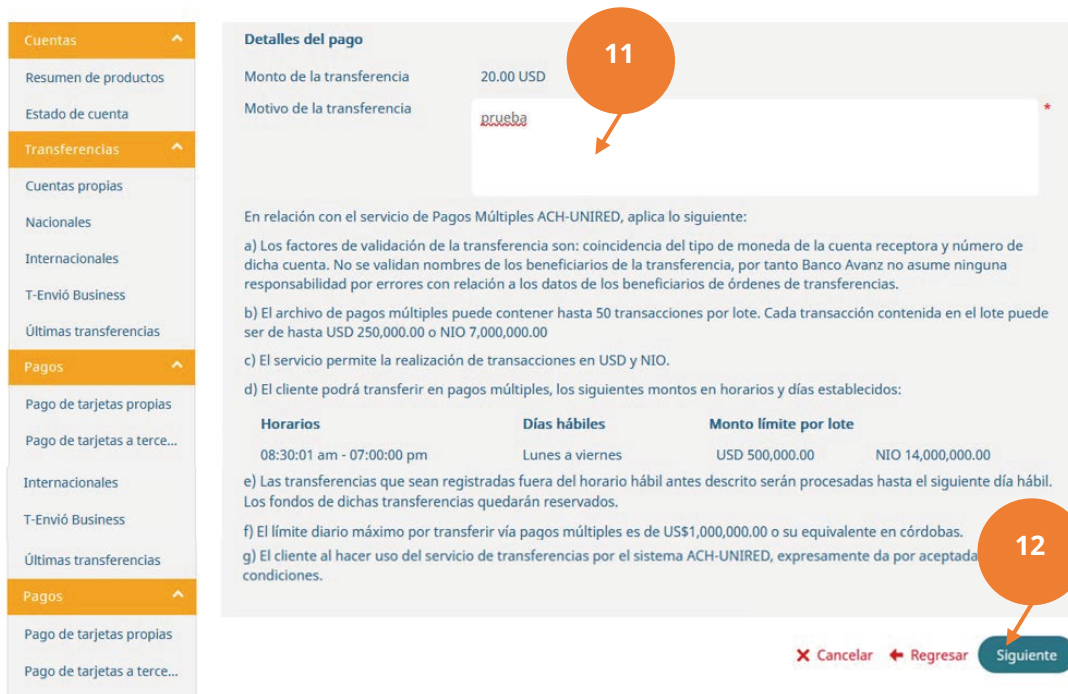 Cuentas
Resumen de productos
Estado de cuenta
Transferencias
Cuentas propias
Nacionales
Internacionales
T-Envió Business
Últimas transferencias
Pagos
Pago de tarjetas propias
Pago de tarjetas a terce...
Internacionales
T-Envió Business
Últimas transferencias
Pagos
Pago de tarjetas propias
Pago de tarjetas a terce...
Detalles del pago
11
Monto de la transferencia 20.00 USD
Motivo de la transferencia prueba *
En relación con el servicio de Pagos Múltiples ACH-UNIRED, aplica lo siguiente:
a) Los factores de validación de la transferencia son: coincidencia del tipo de moneda de la cuenta receptora y número de
dicha cuenta. No se validan nombres de los beneficiarios de la transferencia, por tanto Banco Avanz no asume ninguna
responsabilidad por errores con relación a los datos de los beneficiarios de órdenes de transferencias.
b) El archivo de pagos múltiples puede contener hasta 50 transacciones por lote. Cada transacción contenida en el lote puede
ser de hasta USD 250,000.00 o NIO 7,000,000.00
c) El servicio permite la realización de transacciones en USD y NIO.
d) El cliente podrá transferir en pagos múltiples, los siguientes montos en horarios y días establecidos:
Horarios Días hábiles Monto límite por lote
08:30:01 am - 07:00:00 pm Lunes a viernes USD 500,000.00 NIO 14,000,000.00
e) Las transferencias que sean registradas fuera del horario hábil antes descrito serán procesadas hasta el siguiente día hábil.
Los fondos de dichas transferencias quedarán reservados.
f) El límite diario máximo por transferir vía pagos múltiples es de US$1,000,000.00 o su equivalente en córdobas.
g) El cliente al hacer uso del servicio de transferencias por el sistema ACH-UNIRED, expresamente da por aceptada
condiciones.
12
Cancelar Regresar Siguiente